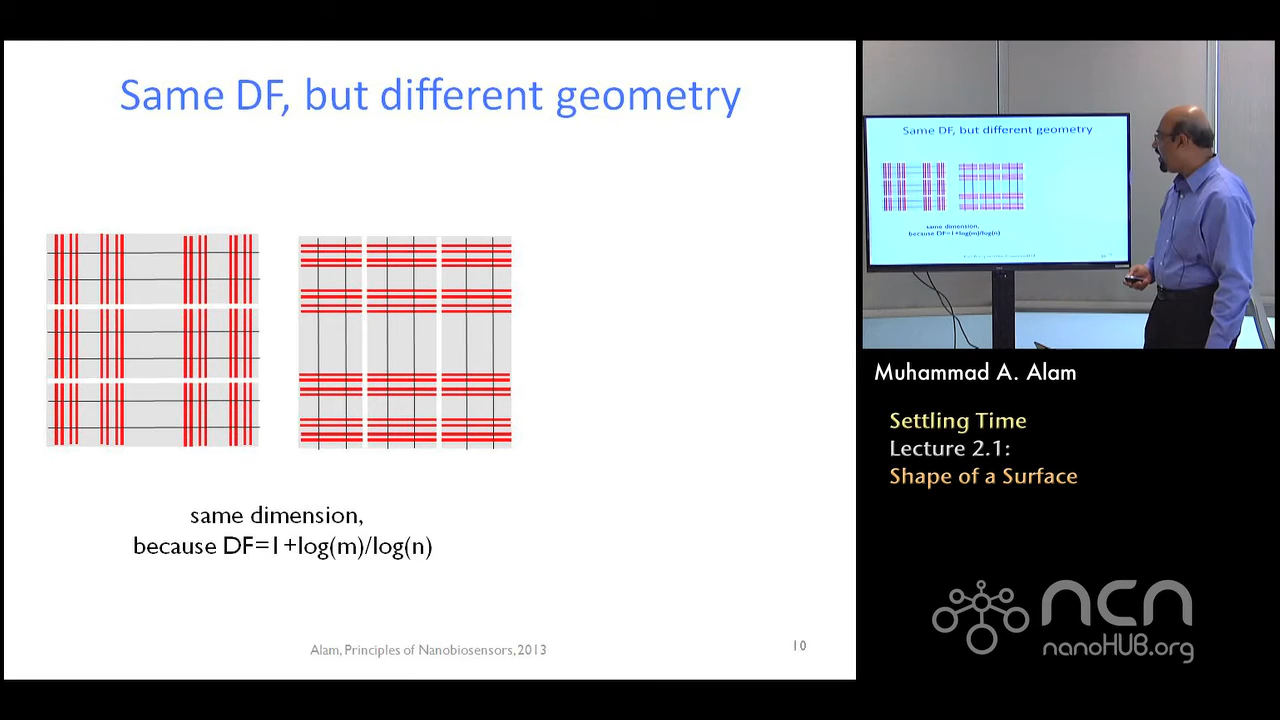 Same DF, but different geometry
same dimension,
because DF=1+log(m)/log(n)
Alam, Principles of Nanobiosensors, 2013
10
Same DF, but different geometry
same dimension,
because DF=1+log(m)/log(n)
Muhammad A. Alam
Settling Time
Lecture 2.1:
Shape of a Surface
ncn
nanoHUB.org